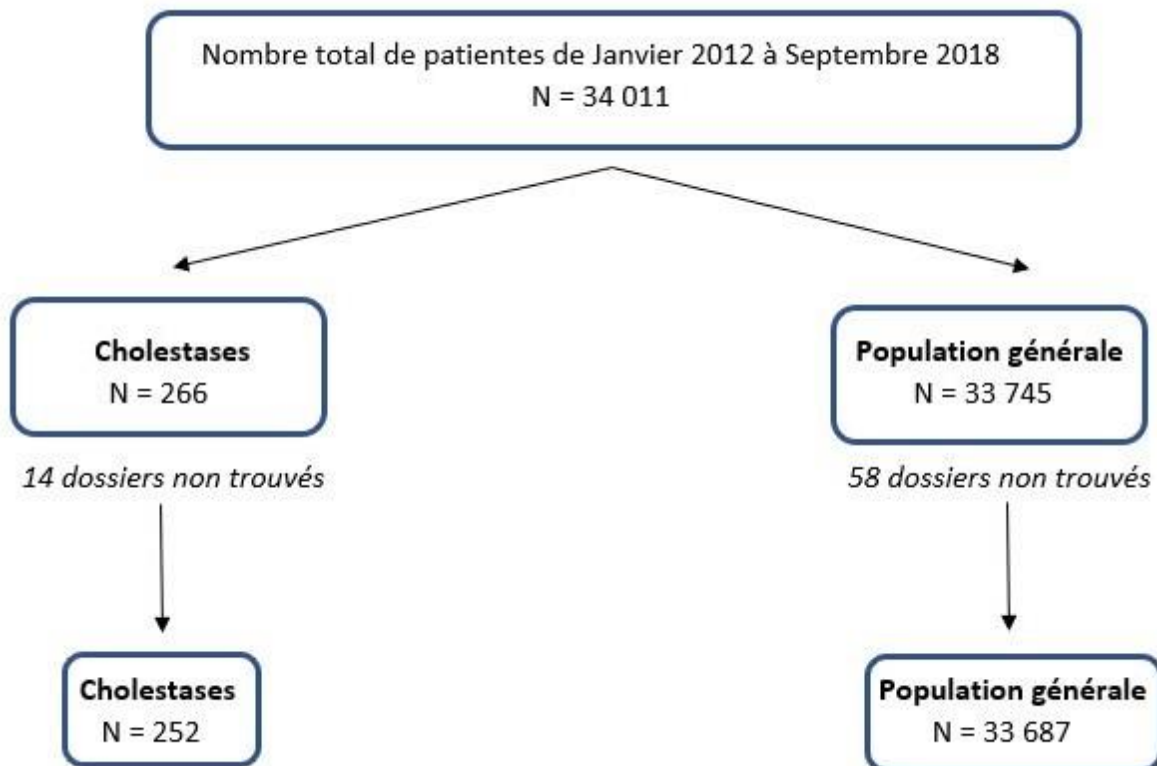 Nombre total de patientes de Janvier 2012 à Septembre 2018
N = 34 011
Cholestases
N = 266
Population générale
N = 33 745
14 dossiers non trouvés
58 dossiers non trouvés
Cholestases
N = 252
Population générale
N = 33 687